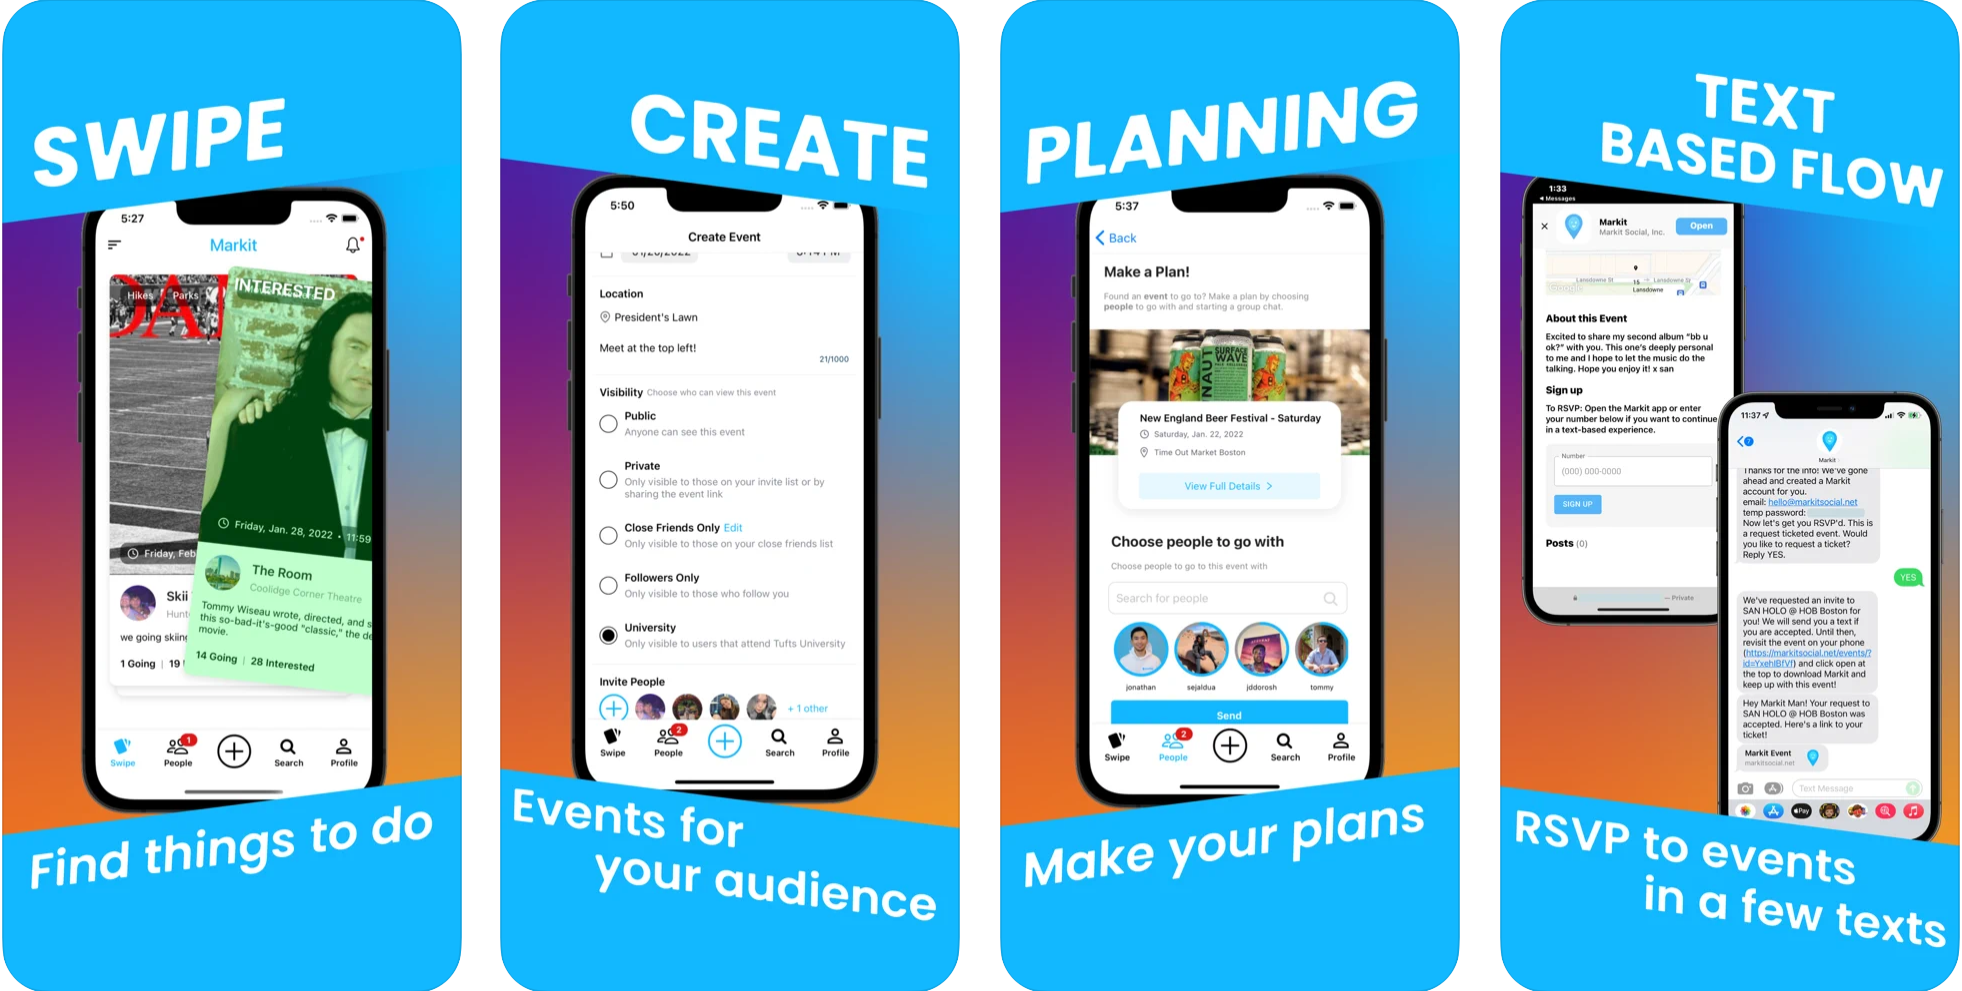 SWIPE
5:27
Markit
Hikes
Parks
INTERESTED
Friday, Jan. 28, 2022 • 11:59
Friday, Feb
The Room
Coolidge Corner Theatre
Tommy Wiseau wrote, directed, and s
this so-bad-it's-good "classic," the de
movie.
14 Going | 28 Interested
Skii
Hunt
we going skiing
1 Going | 19
1
Swipe
People
Search
Profile
Find things to do
CREATE
5:50
Create Event
Location
President's Lawn
Meet at the top left!
21/1000
Visibility Choose who can view this event
Public
Anyone can see this event
Private
Only visible to those on your invite list or by
sharing the event link
Close Friends Only Edit
Only visible to those on your close friends list
Followers Only
Only visible to those who follow you
University
Only visible to users that attend Tufts University
Invite People
+ 1 other
2
Swipe
People
Search
Profile
Events for
your audience
PLANNING
5:37
Back
Make a Plan!
Found an event to go to? Make a plan by choosing
people to go with and starting a group chat.
NAUT
SURFACE
WAVE
New England Beer Festival - Saturday
Saturday, Jan. 22, 2022
Time Out Market Boston
View Full Details >
Choose people to go with
Choose people to go to this event with
Search for people
jonathan
sejaldua
jddorosh
tommy
Send
2
Swipe
People
Search
Profile
Make your plans
TEXT
BASED FLOW
1:33
Messages
Markit
Markit Social, Inc.
Open
Lansdowne St
Lansdowne St
15
Lansdowne
About this Event
Excited to share my second album "bb u
ok?" with you. This one's deeply personal
to me and I hope to let the music do the
talking. Hope you enjoy it! x san
Sign up
To RSVP: Open the Markit app or enter
your number below if you want to continue
in a text-based experience.
Number
(000) 000-0000
SIGN UP
Posts (0)
— Private
11:37
7
Markit
Thanks for the info! We've gone
ahead and created a Markit
account for you.
email: hello@markitsocial.net
temp password:
Now let's get you RSVP'd. This is
a request ticketed event. Would
you like to request a ticket?
Reply YES.
YES
We've requested an invite to
SAN HOLO @ HOB Boston for
you! We will send you a text if
you are accepted. Until then,
revisit the event on your phone
(https://markitsocial.net/events/?
) and click open at
the top to download Markit and
keep up with this event!
Hey Markit Man! Your request to
SAN HOLO @ HOB Boston was
accepted. Here's a link to your
ticket!
Markit Event
markitsocial.net
Text Message
Pay
RSVP to events
in a few texts